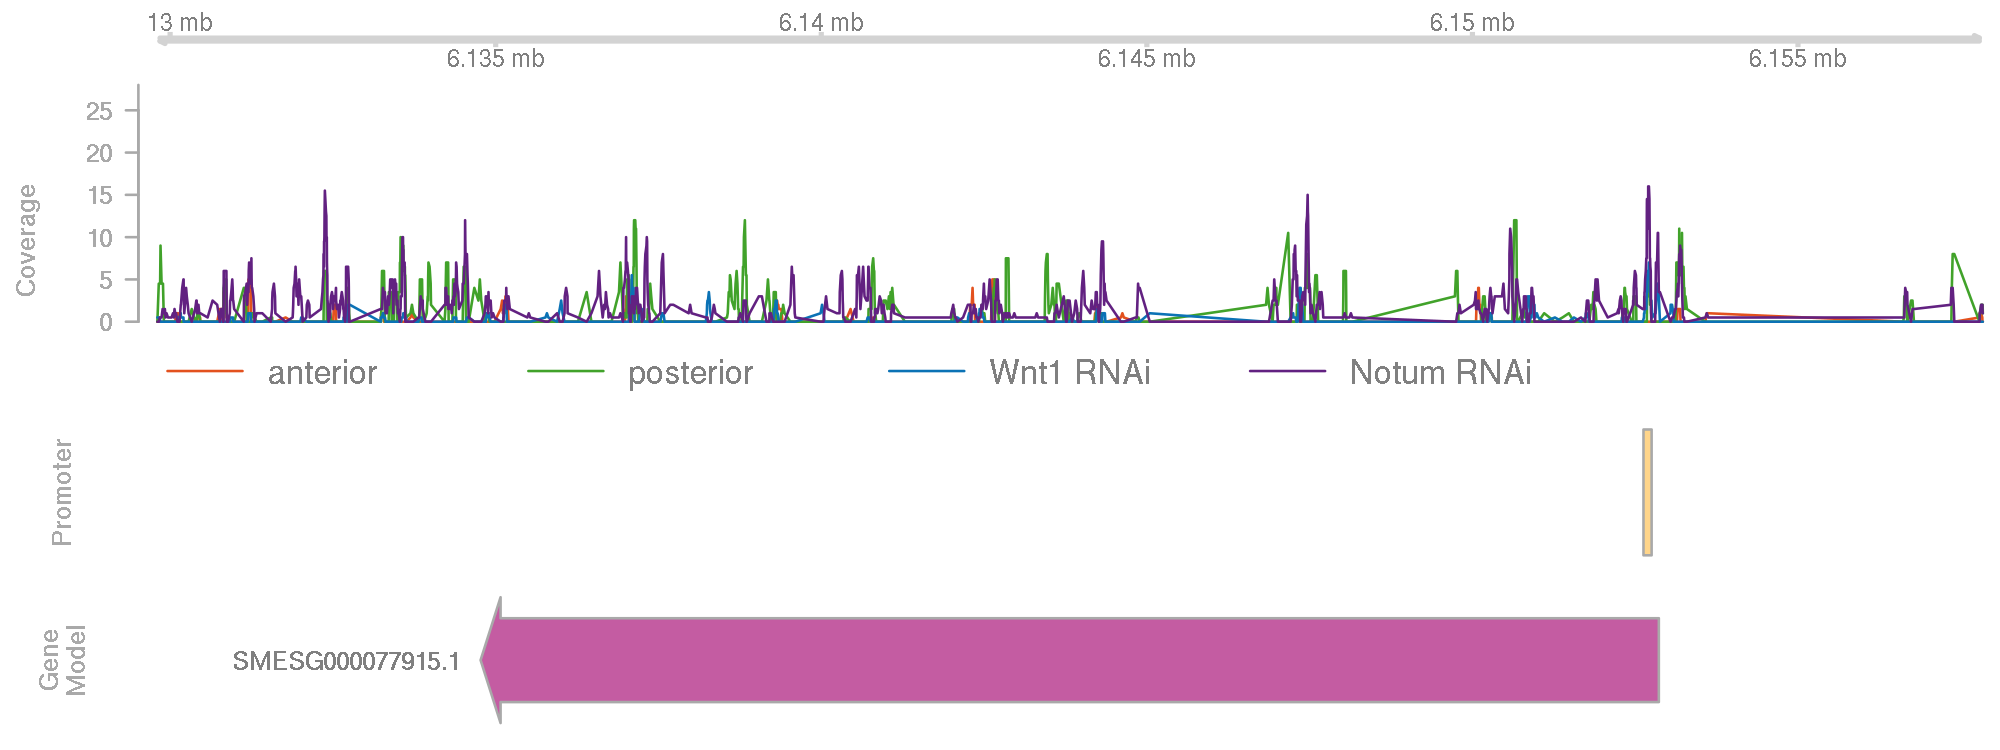 13 mb 6.14 mb 6.15 mb
6.135 mb 6.145 mb 6.155 mb
Coverage
25
20
15
10
5
0
anterior posterior Wnt1 RNAi Notum RNAi
Promoter
Gene
Model
SMESG000077915.1